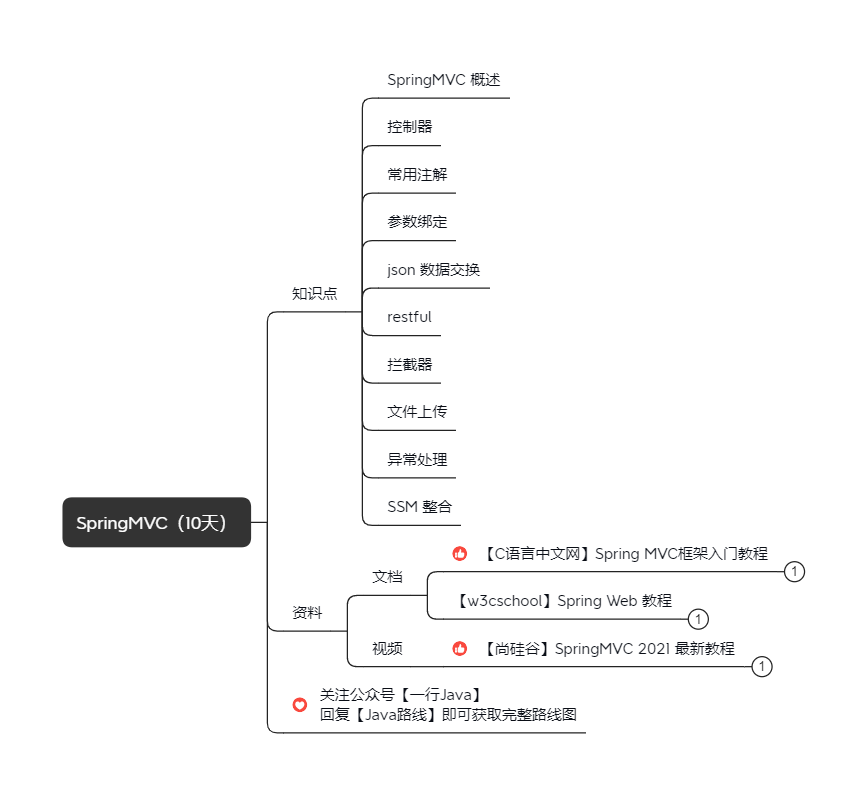 SpringMVC 概述
控制器
常用注解
参数绑定
json 数据交换
知识点
restful
拦截器
文件上传
异常处理
SSM 整合
SpringMVC（10天）
【C语言中文网】Spring MVC框架入门教程
1
文档
【w3cschool】Spring Web 教程
1
资料
视频
【尚硅谷】SpringMVC 2021 最新教程
1
关注公众号【一行Java】
回复【Java路线】即可获取完整路线图